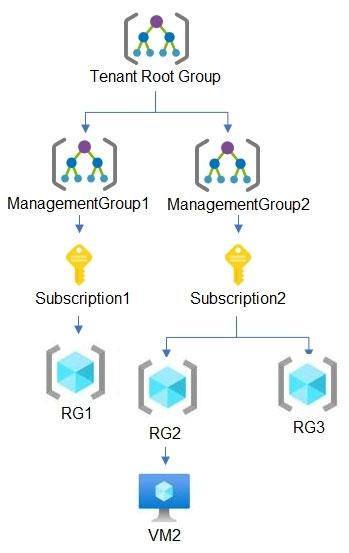 Tenant Root Group
ManagementGroup1
ManagementGroup2
Subscription1
Subscription2
RG1
RG2
RG3
VM2